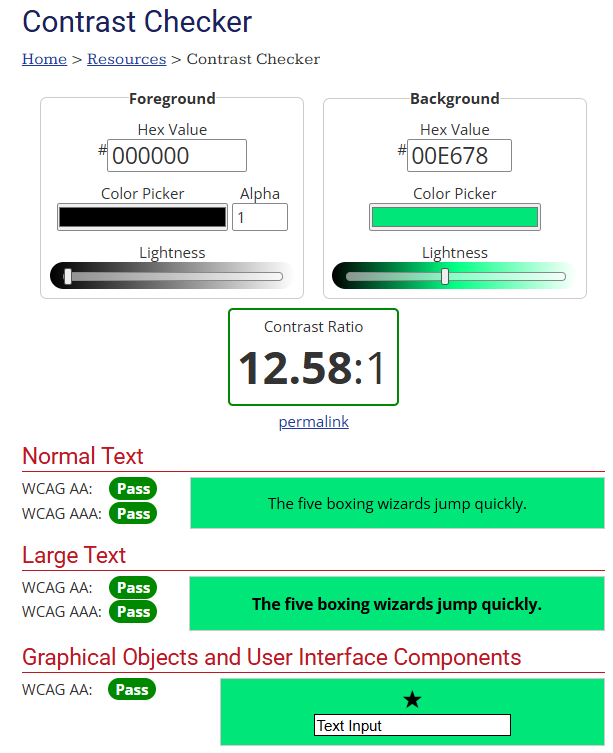 Contrast Checker
Home > Resources > Contrast Checker
Foreground
Hex Value
# 000000
Color Picker Alpha
1
Lightness
Background
Hex Value
# 00E678
Color Picker
Lightness
Contrast Ratio
12.58:1
permalink
Normal Text
WCAG AA: Pass
WCAG AAA: Pass
The five boxing wizards jump quickly.
Large Text
WCAG AA: Pass
WCAG AAA: Pass
The five boxing wizards jump quickly.
Graphical Objects and User Interface Components
WCAG AA: Pass
Text Input